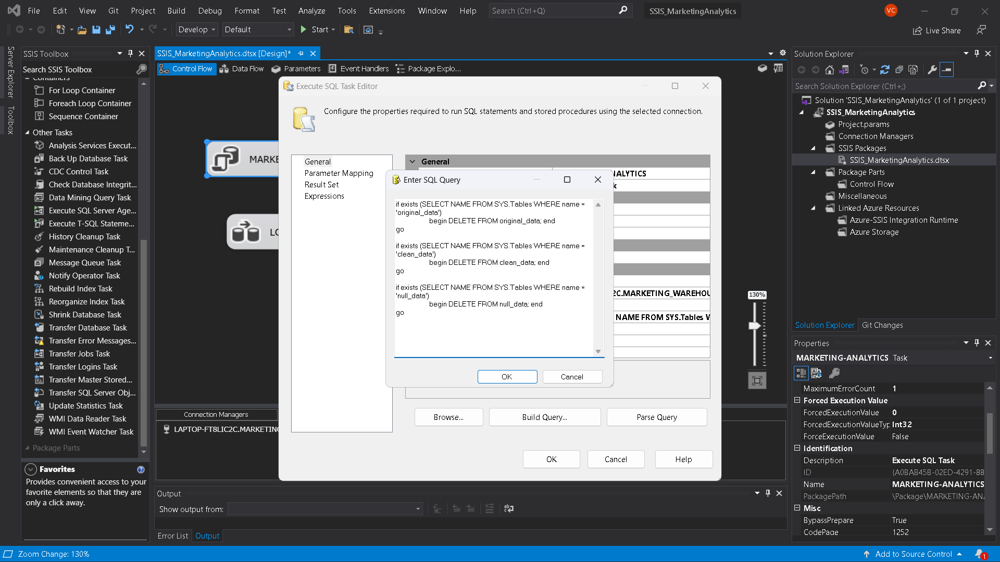 File Edit View Git Project Build Debug Format Test Analyze Tools Extensions Window Help Search (Ctrl+Q) SSIS_MarketingAnalytics VC
Develop Default Start Live Share
Server Explorer
Toolbox
SSIS Toolbox
Search SSIS Toolbox
Containers
For Loop Container
Foreach Loop Container
Sequence Container
Other Tasks
Analysis Services Execut...
Back Up Database Task
CDC Control Task
Check Database Integrit...
Data Mining Query Task
Execute SQL Server Age...
Execute T-SQL Stateme...
History Cleanup Task
Maintenance Cleanup T...
Message Queue Task
Notify Operator Task
Rebuild Index Task
Reorganize Index Task
Shrink Database Task
Transfer Database Task
Transfer Error Messages...
Transfer Jobs Task
Transfer Logins Task
Transfer Master Stored...
Transfer SQL Server Obj...
Update Statistics Task
WMI Data Reader Task
WMI Event Watcher Task
Package Parts
Favorites
Provides convenient access to your
favorite elements so that they are
only a click away.
SSIS_MarketingAnalytics.dtsx [Design]*
Control Flow Data Flow Parameters Event Handlers Package Explo...
MARKE
LO
130%
Execute SQL Task Editor
Configure the properties required to run SQL statements and stored procedures using the selected connection.
General
Parameter Mapping
Result Set
Expressions
General
NALYTICS
k
2C.MARKETING_WAREHOU
NAME FROM SYS.Tables W
Enter SQL Query
if exists (SELECT NAME FROM SYS.Tables WHERE name =
'original_data')
begin DELETE FROM original_data; end
go
if exists (SELECT NAME FROM SYS.Tables WHERE name =
'clean_data')
begin DELETE FROM clean_data; end
go
if exists (SELECT NAME FROM SYS.Tables WHERE name =
'null_data')
begin DELETE FROM null_data; end
go
OK Cancel
Browse... Build Query... Parse Query
OK Cancel Help
Connection Managers
LAPTOP-FT8LIC2C.MARKETING
Output
Show output from:
Error List Output
Solution Explorer
Search Solution Explorer (Ctrl+;)
Solution 'SSIS_MarketingAnalytics' (1 of 1 project)
SSIS_MarketingAnalytics
Project.params
Connection Managers
SSIS Packages
SSIS_MarketingAnalytics.dtsx
Package Parts
Control Flow
Miscellaneous
Linked Azure Resources
Azure-SSIS Integration Runtime
Azure Storage
Solution Explorer Git Changes
Properties
MARKETING-ANALYTICS Task
MaximumErrorCount 1
Forced Execution Value
ForcedExecutionValue 0
ForcedExecutionValueTyp Int32
ForceExecutionValue False
Identification
Description Execute SQL Task
ID {A0BAB45B-02ED-4291-88
Name MARKETING-ANALYTICS
PackagePath \Package\MARKETING-AN
Misc
BypassPrepare True
CodePage 1252
Zoom Change: 130% Add to Source Control 1